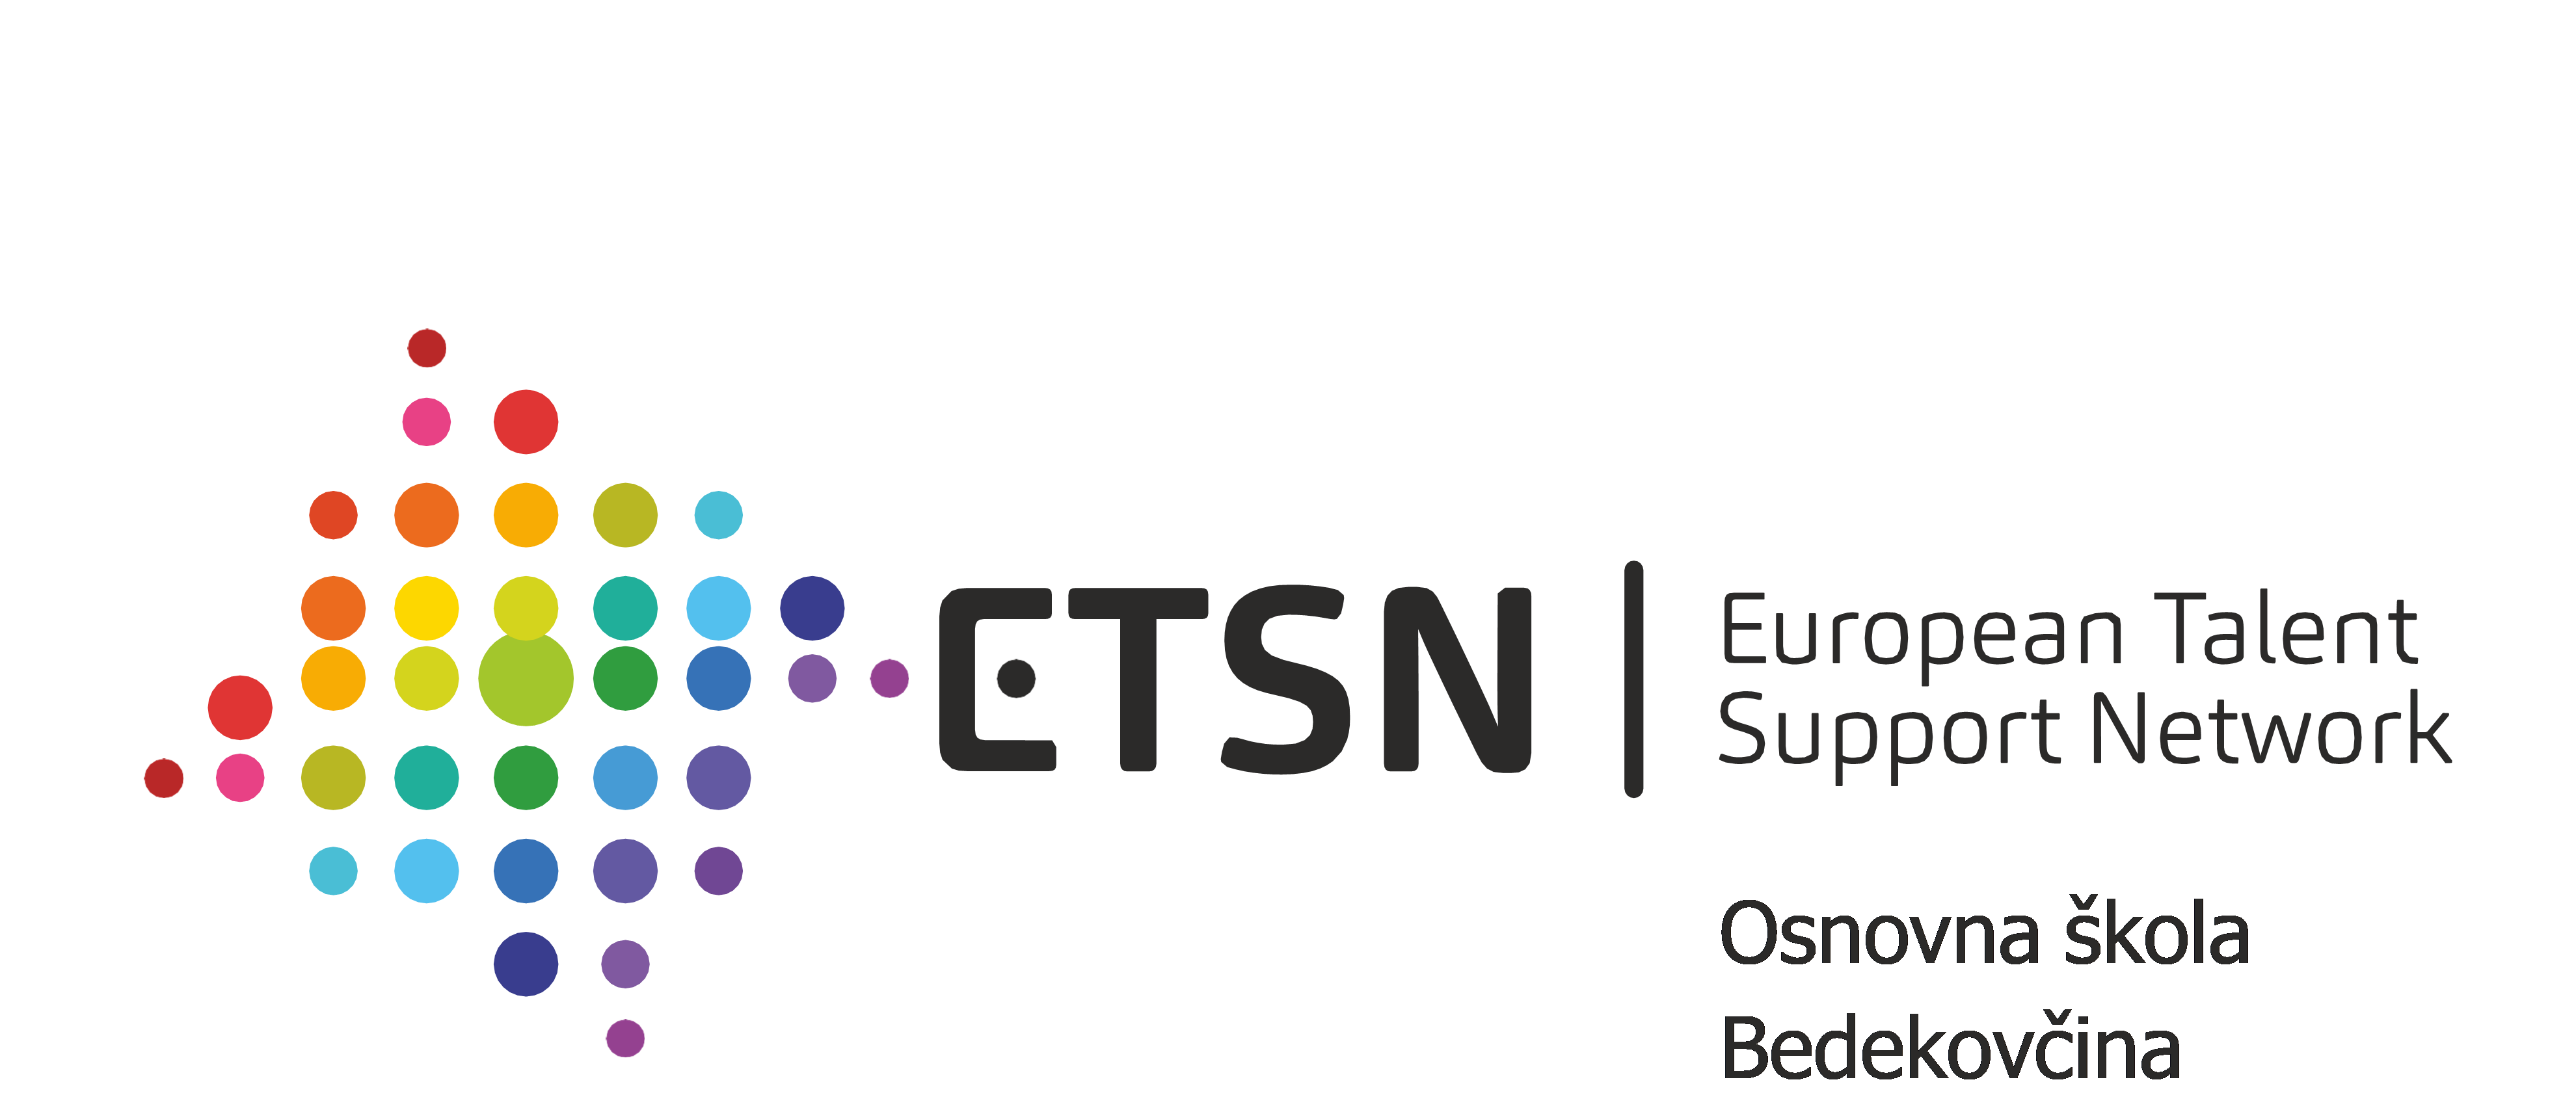 ETSN
European Talent
Support Network
Osnovna škola
Bedekovčina